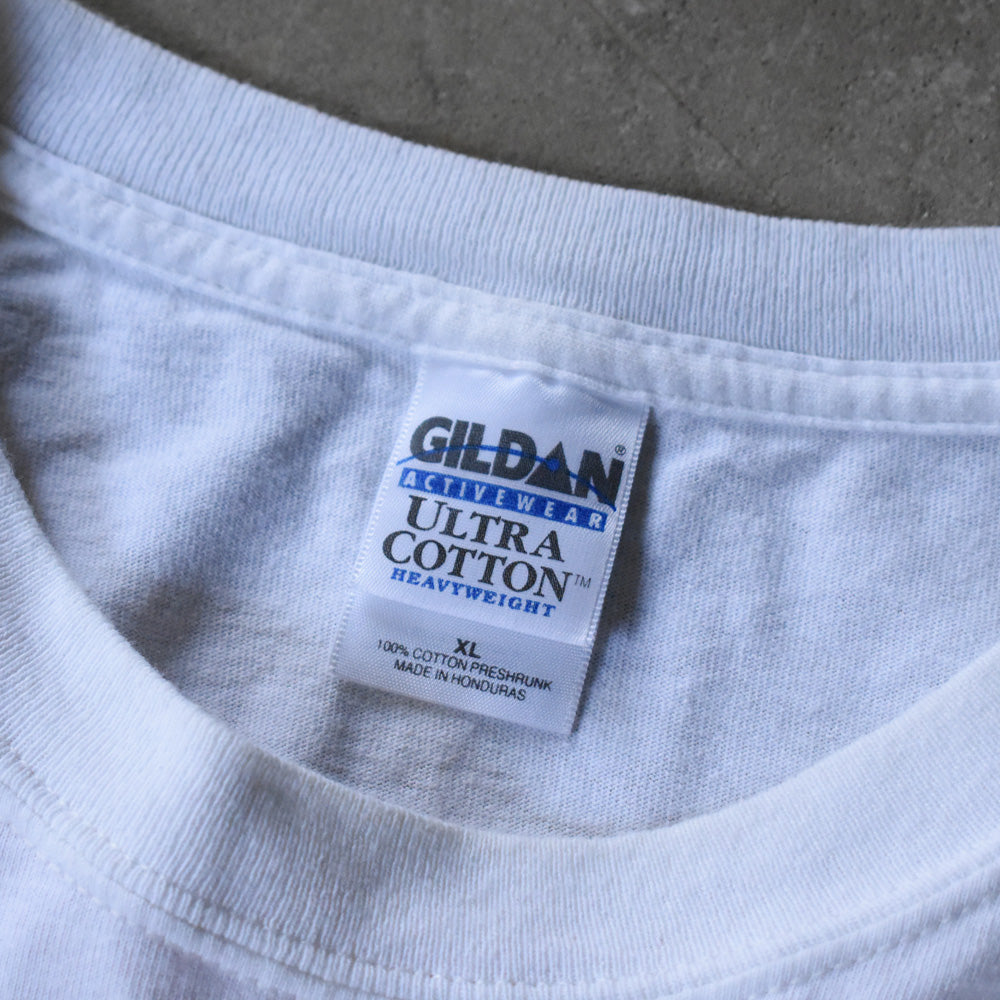 GILDAN®
ACTIVEWEAR
ULTRA
COTTON™
HEAVYWEIGHT
XL
100% COTTON PRESHRUNK
MADE IN HONDURAS